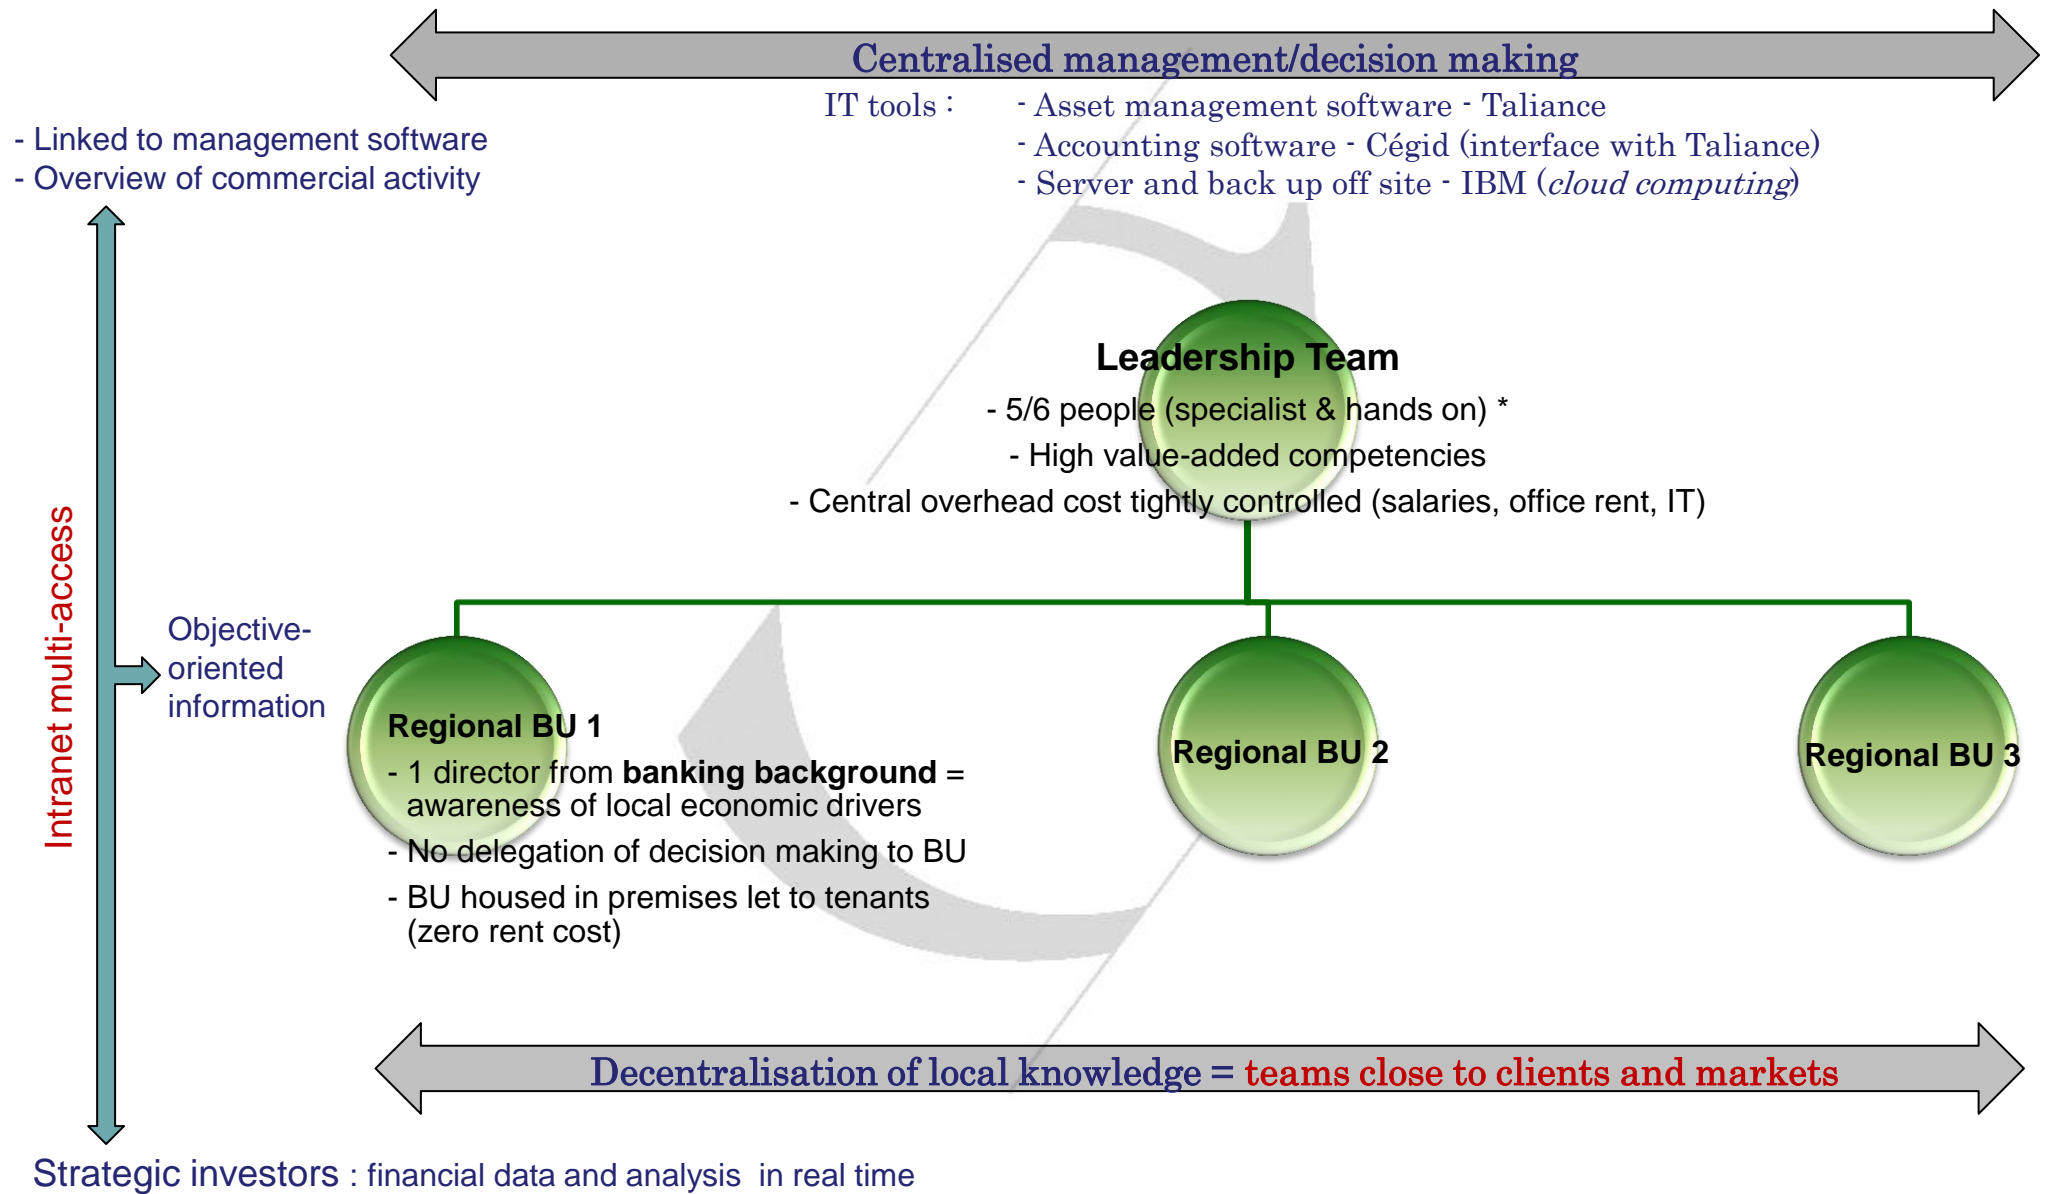 Centralised management/decision making
IT tools : - Asset management software - Taliance
- Accounting software - Cégid (interface with Taliance)
- Server and back up off site - IBM (cloud computing)
- Linked to management software
- Overview of commercial activity
Leadership Team
- 5/6 people (specialist & hands on) *
- High value-added competencies
- Central overhead cost tightly controlled (salaries, office rent, IT)
Intranet multi-access
Objective-
oriented
information
Regional BU 1
- 1 director from banking background =
awareness of local economic drivers
- No delegation of decision making to BU
- BU housed in premises let to tenants
(zero rent cost)
Regional BU 2
Regional BU 3
Decentralisation of local knowledge = teams close to clients and markets
Strategic investors : financial data and analysis in real time